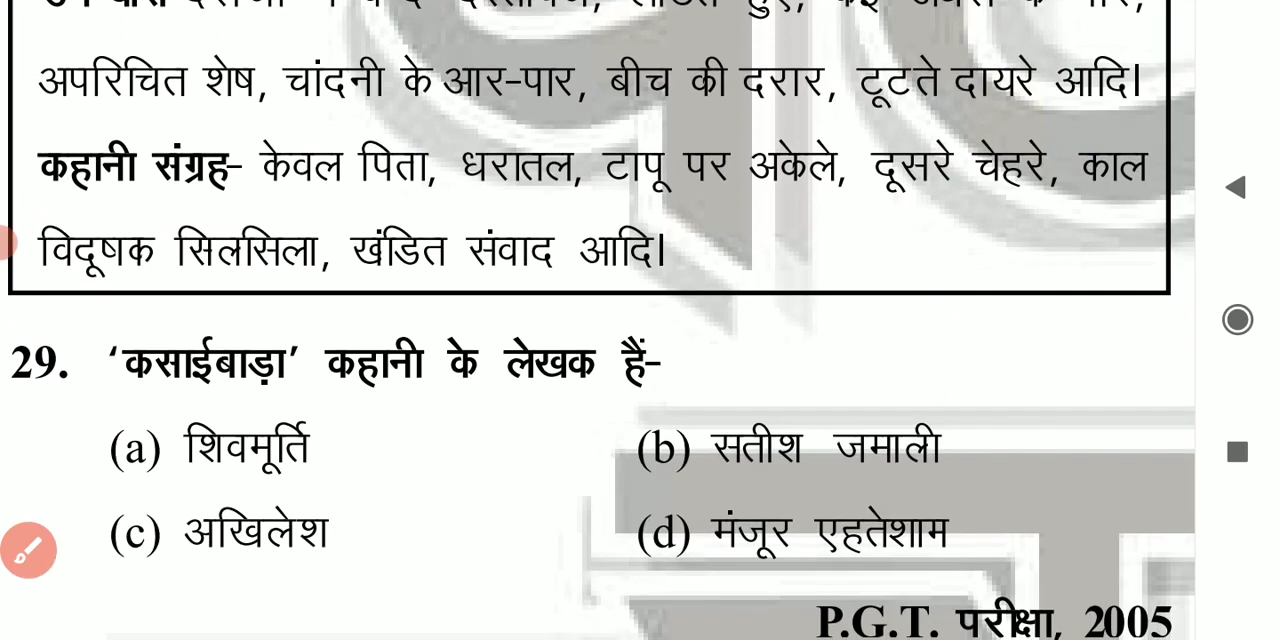 अपरिचित शेष, चांदनी के आर-पार, बीच की दरार, टूटते दायरे आदि।
कहानी संग्रह- केवल पिता, धरातल, टापू पर अकेले, दूसरे चेहरे, काल
विदूषक सिलसिला, खंडित संवाद आदि।
29. ‘कसाईबाड़ा’ कहानी के लेखक हैं-
(a) शिवमूर्ति (b) सतीश जमाली
(c) अखिलेश (d) मंजूर एहतेशाम
P.G.T. परीक्षा, 2005